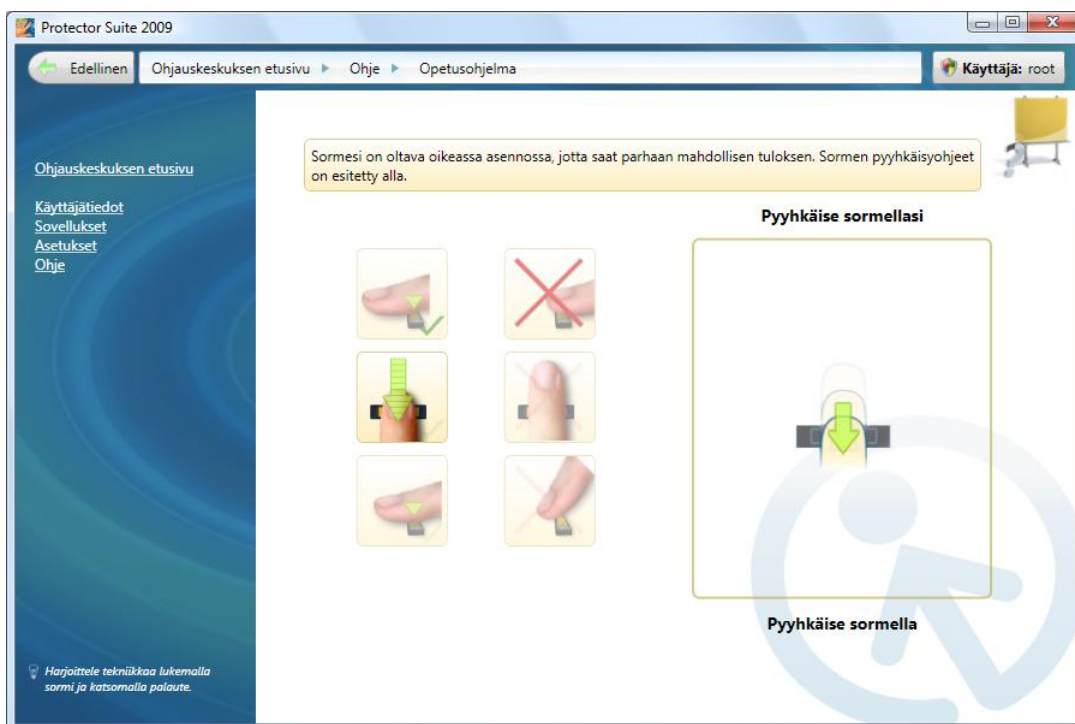 Protector Suite 2009
Edellinen
Ohjauskeskuksen etusivu
Ohje
Opetusohjelma
Käyttäjä: root
Ohjauskeskuksen etusivu
Käyttäjätiedot
Sovellukset
Asetukset
Ohje
Sormesi on oltava oikeassa asennossa, jotta saat parhaan mahdollisen tuloksen. Sormen pyyhkäisyohjeet
on esitetty alla.
Pyyhkäise sormellasi
Pyyhkäise sormella
Harjoittele tekniikkaa lukemalla
sormi ja katsomalla palaute.